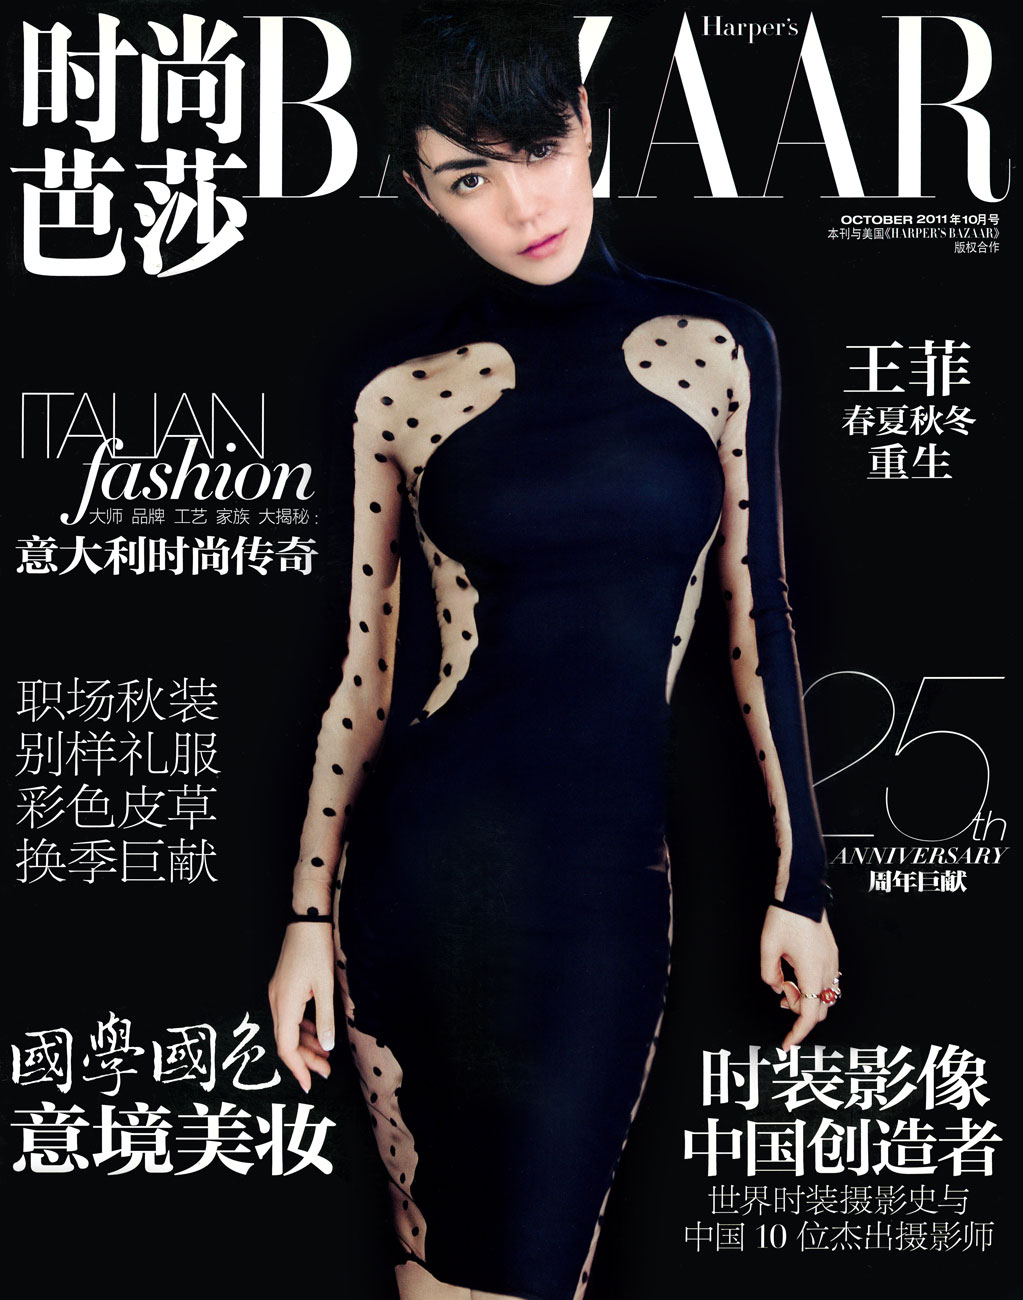 时尚
芭莎
Harper's
BAZAAR
OCTOBER 2011年10月号
本刊与美国《HARPER'S BAZAAR》
版权合作
王菲
春夏秋冬
重生
ITALIAN
fashion
大师 品牌 工艺 家族 大揭秘:
意大利时尚传奇
职场秋装
别样礼服
彩色皮草
换季巨献
25th
ANNIVERSARY
周年巨献
國學國色
意境美妆
时装影像
中国创造者
世界时装摄影史与
中国 10 位杰出摄影师